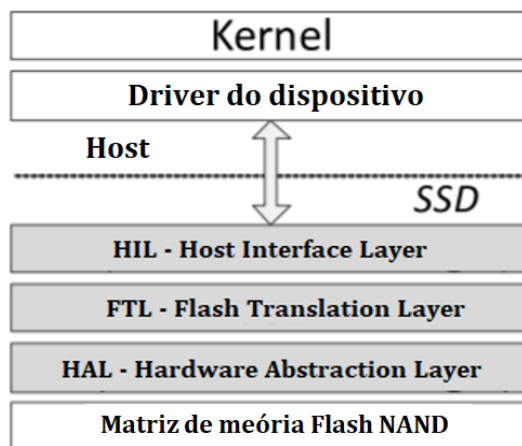 Kernel
Driver do dispositivo
Host
SSD
HIL - Host Interface Layer
FTL - Flash Translation Layer
HAL - Hardware Abstraction Layer
Matriz de meória Flash NAND